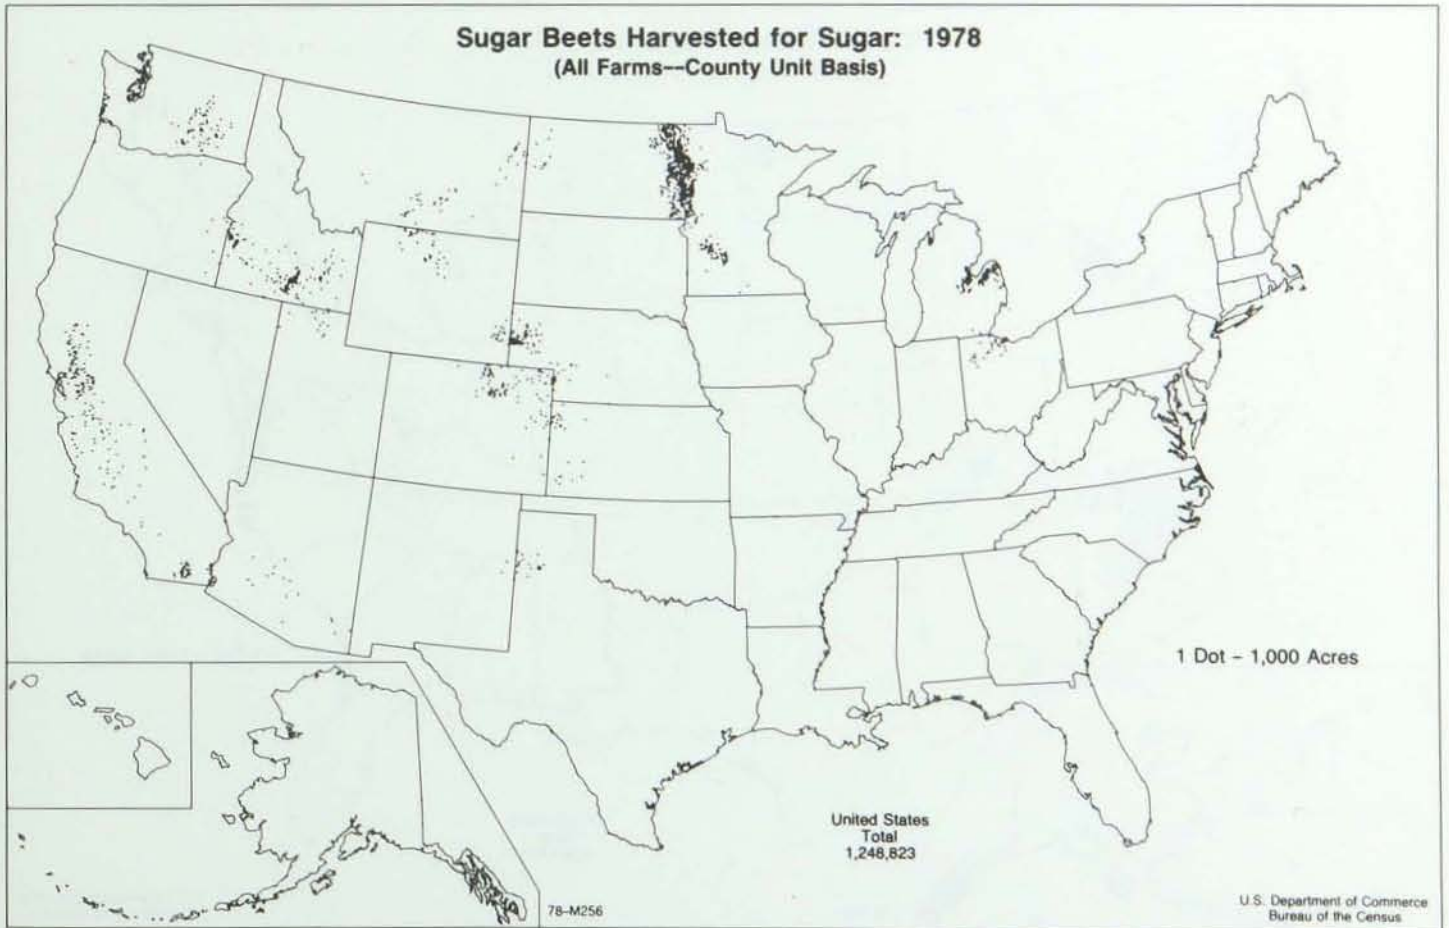 Sugar Beets Harvested for Sugar: 1978
(All Farms--County Unit Basis)
1 Dot - 1,000 Acres
United States
Total
1,248,823
78-M256
U.S. Department of Commerce
Bureau of the Census